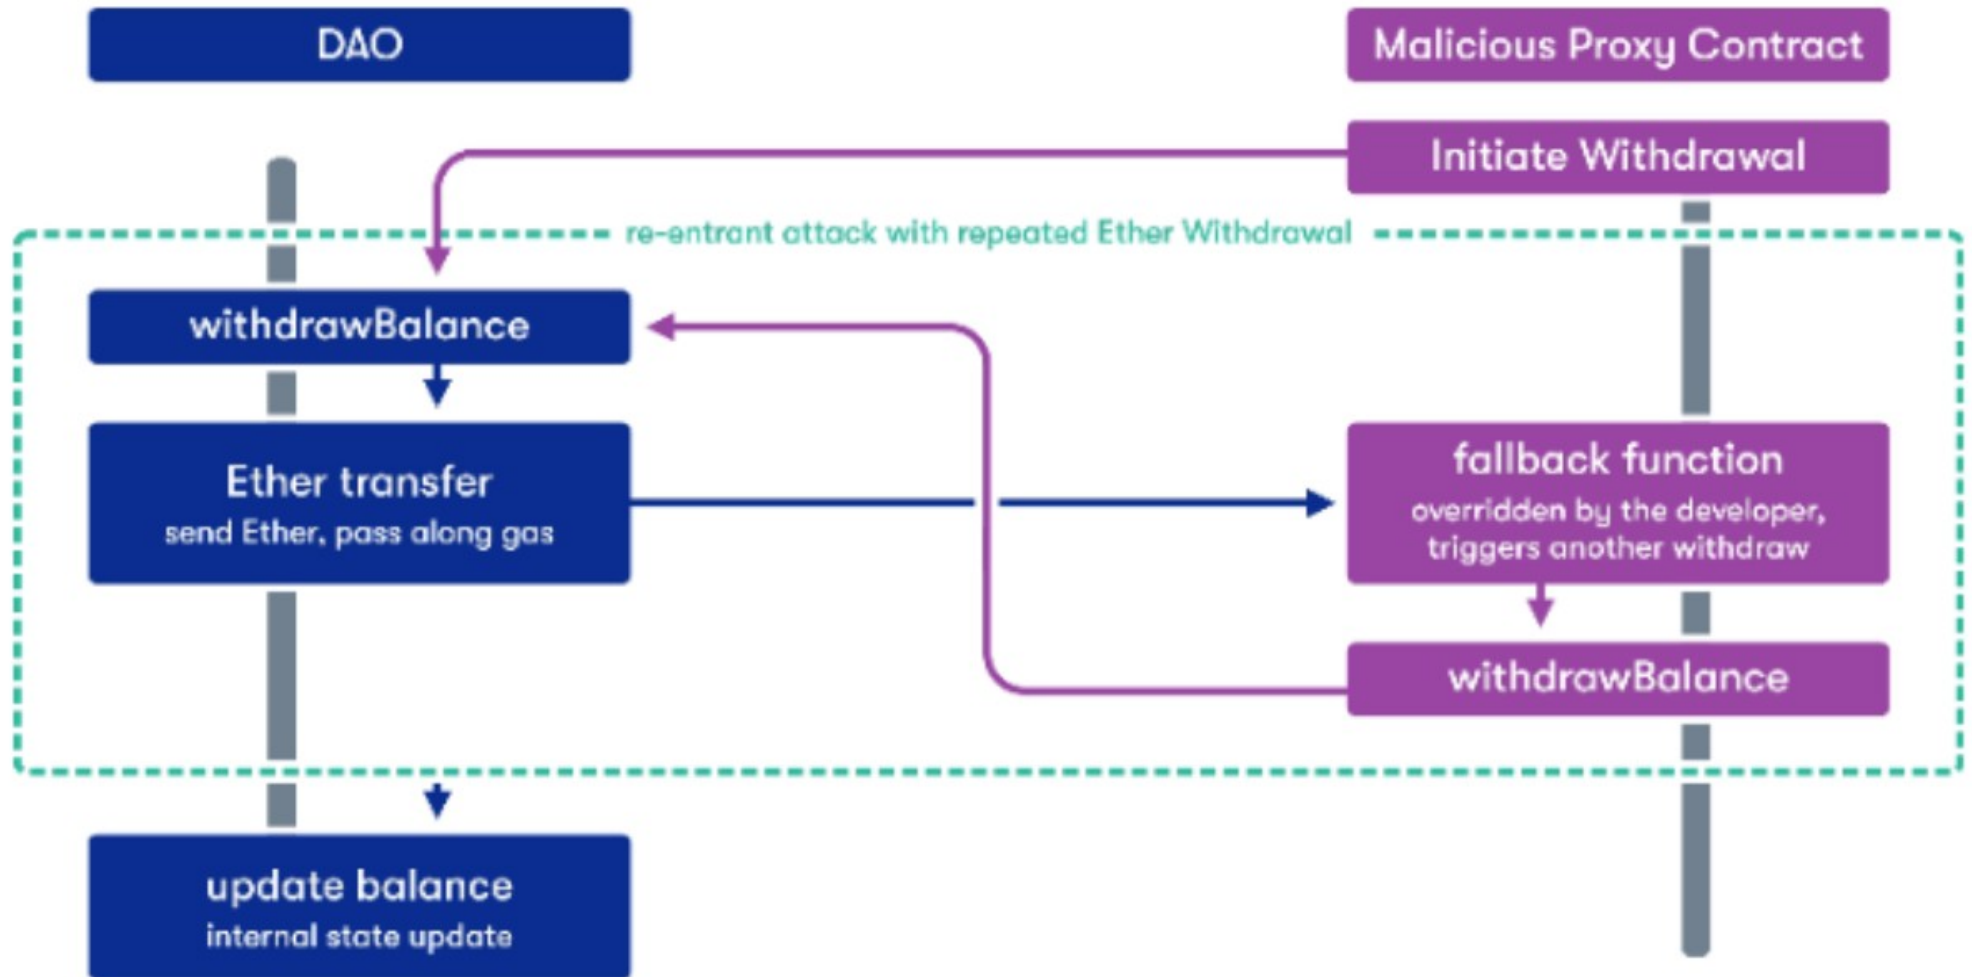 DAO
Malicious Proxy Contract
Initiate Withdrawal
re-entrant attack with repeated Ether Withdrawal
withdrawBalance
Ether transfer
send Ether, pass along gas
fallback function
overridden by the developer,
triggers another withdraw
withdrawBalance
update balance
internal state update